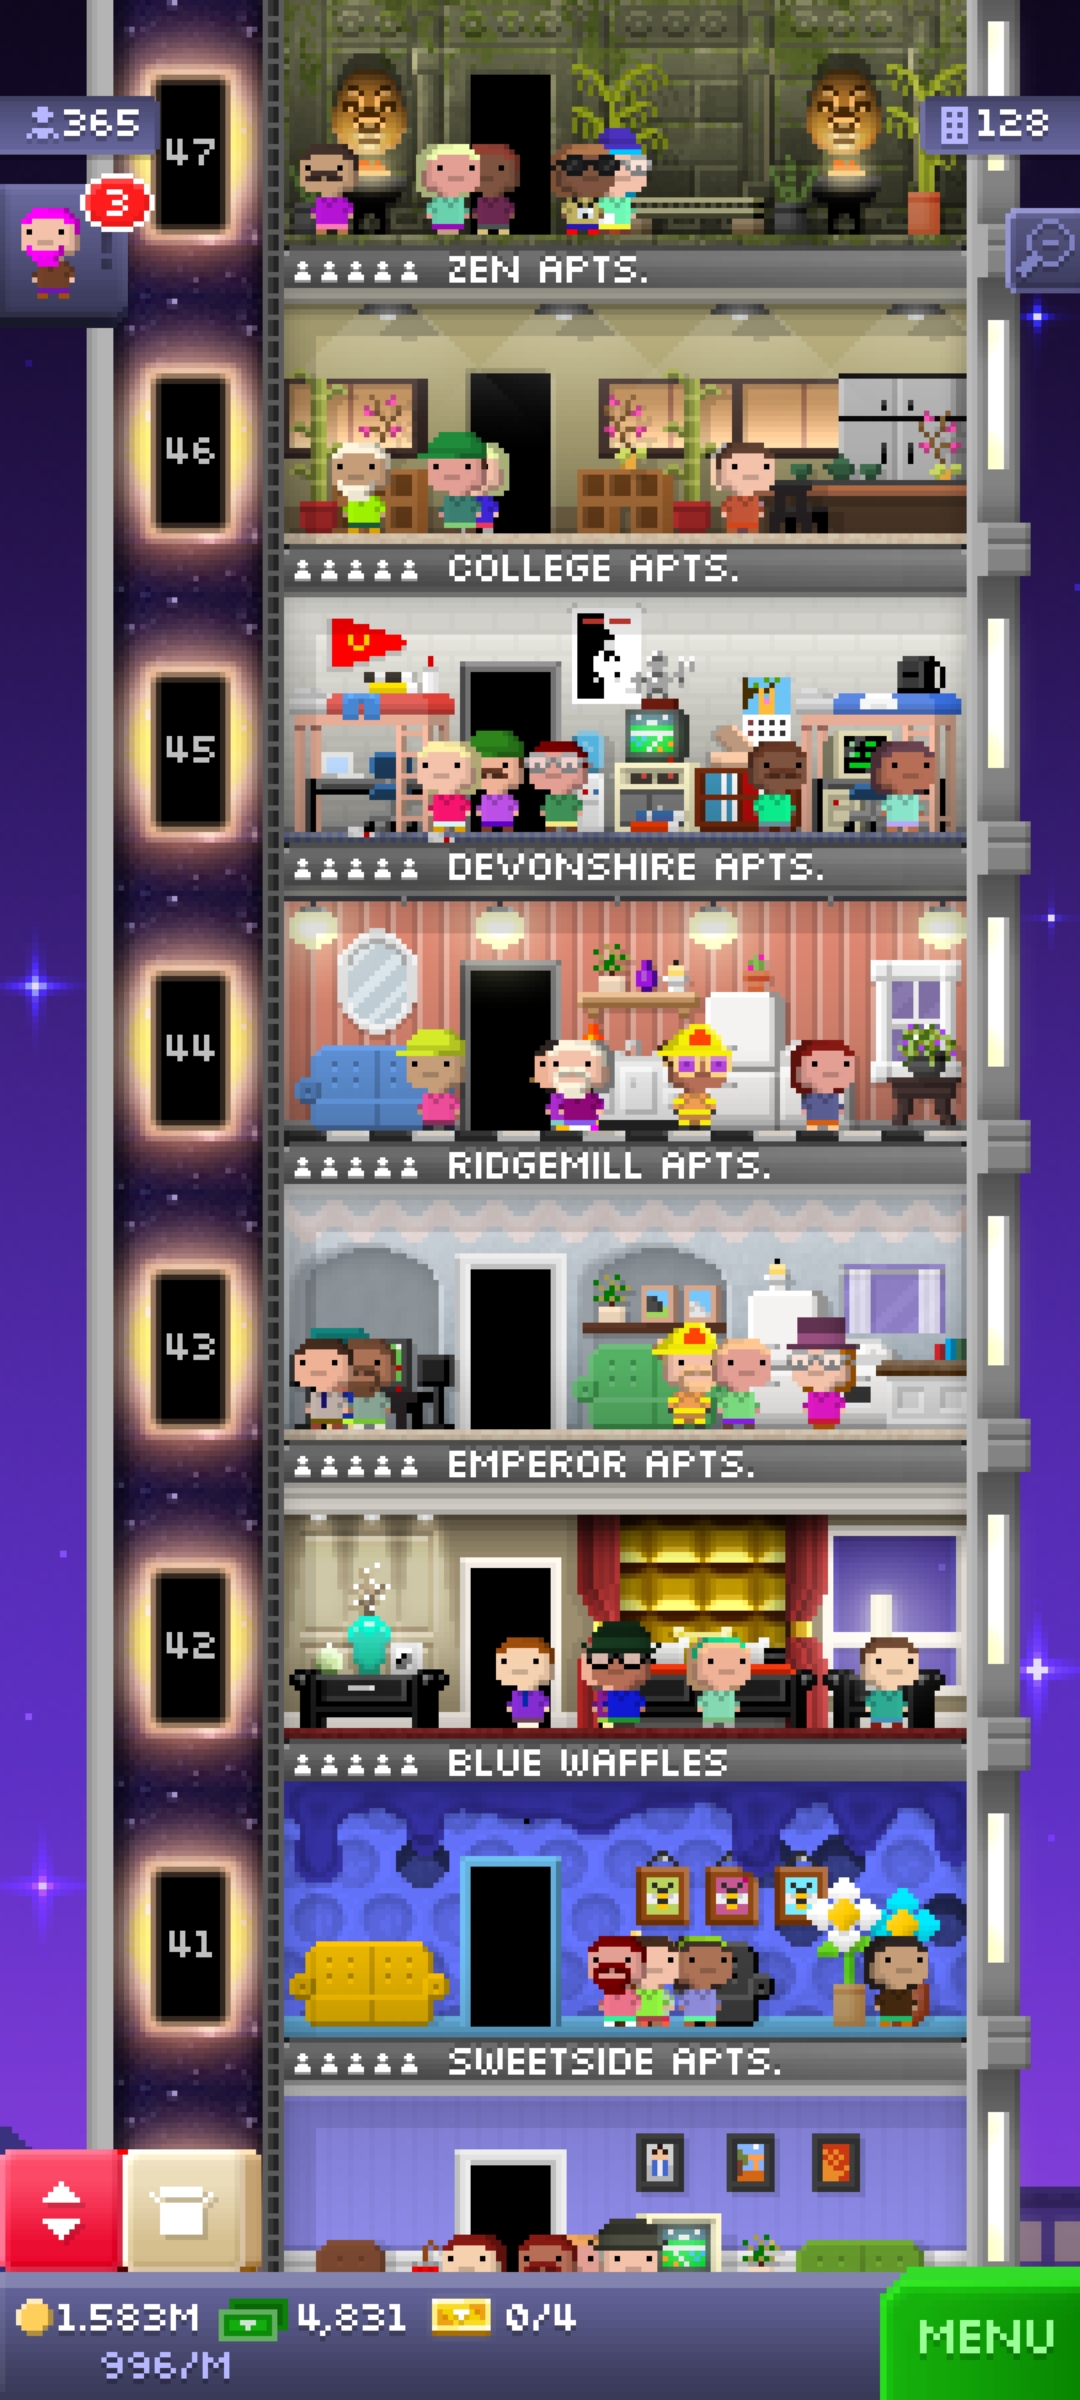 47
365
128
3
ZEN APTS.
46
COLLEGE APTS.
45
DEVONSHIRE APTS.
44
RIDGEMILL APTS.
43
EMPEROR APTS.
42
BLUE WAFFLES
41
SWEETSIDE APTS.
1.583M 4,831 0/4
996/M
MENU